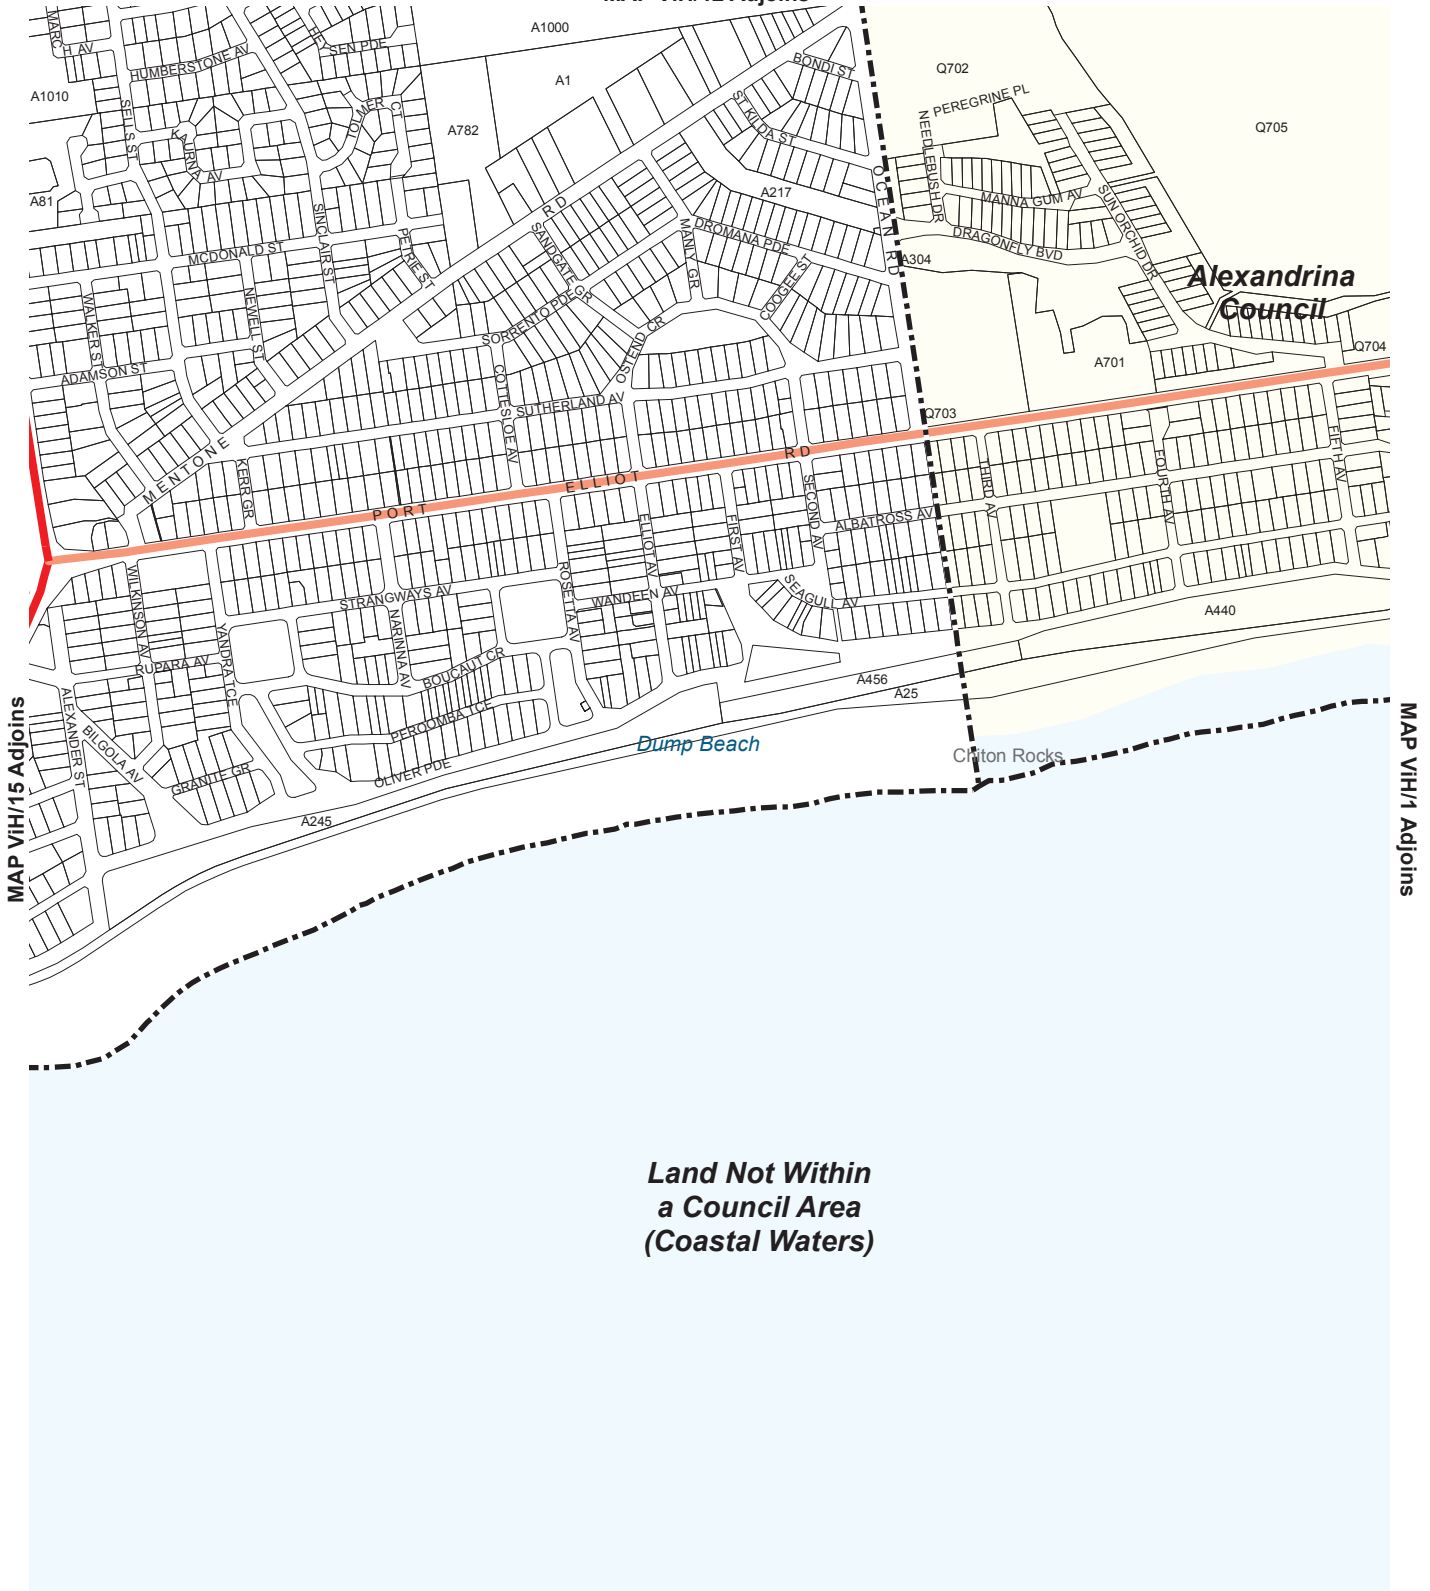 A1000
MARC
H AV
HUMBERSTONE AV
HEYSEN PDE
BONDI ST
Q702
A1010
A1
SELLS ST
TOLMER
CT
A782
ST KILDA ST
NEEDLEBUSH DR
PEREGRINE PL
Q705
KAURNA
AV
A81
A217
OCEAN RD
MANNA GUM AV
SUN ORCHID DR
SINCLAIR ST
RD
SANDGATE GR
MANLY GR
DROMANA PDE
DRAGONFLY BVD
MCDONALD ST
PETRIE ST
A304
COOGEE ST
Alexandrina
Council
WALKER ST
NEWELL ST
SORRENTO PDE
OSTEND CR
Q704
ADAMSON ST
COTTESLOE AV
A701
SUTHERLAND AV
Q703
MENTONE
KERR GR
PORT
ELLIOT
RD
THIRD AV
FOURTH AV
FIFTH AV
ELLIOT AV
FIRST AV
SECOND AV
ALBATROSS AV
WILKINSON AV
STRANGWAYS AV
NARINNA AV
ROSETTA AV
WANDEEN AV
SEAGULL AV
A440
RUPARA AV
YANDRA TCE
BOUCAUT CR
A456
A25
ALEXANDER ST
BILGOLA AV
PEROOMBA TCE
Dump Beach
Chiton Rocks
GRANITE GR
OLIVER PDE
A245
MAP ViH/15 Adjoins
MAP ViH/1 Adjoins
Land Not Within
a Council Area
(Coastal Waters)